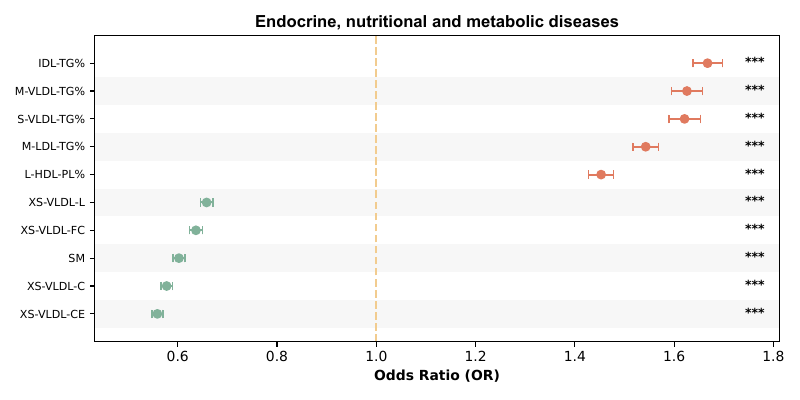 Endocrine, nutritional and metabolic diseases
IDL-TG% ***
M-VLDL-TG% ***
S-VLDL-TG% ***
M-LDL-TG% ***
L-HDL-PL% ***
XS-VLDL-L ***
XS-VLDL-FC ***
SM ***
XS-VLDL-C ***
XS-VLDL-CE ***
0.6 0.8 1.0 1.2 1.4 1.6 1.8
Odds Ratio (OR)